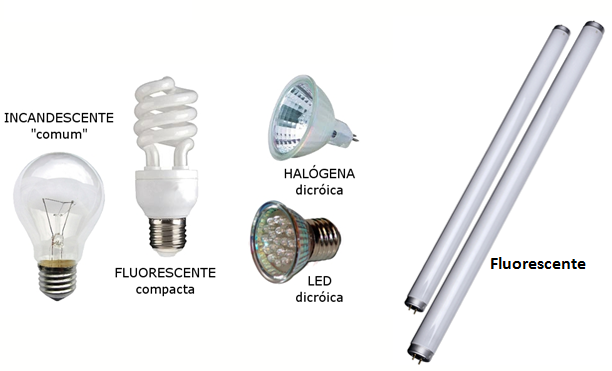 INCANDESCENTE
"comum"
FLUORESCENTE
compacta
HALÓGENA
dicróica
LED
dicróica
Fluorescente